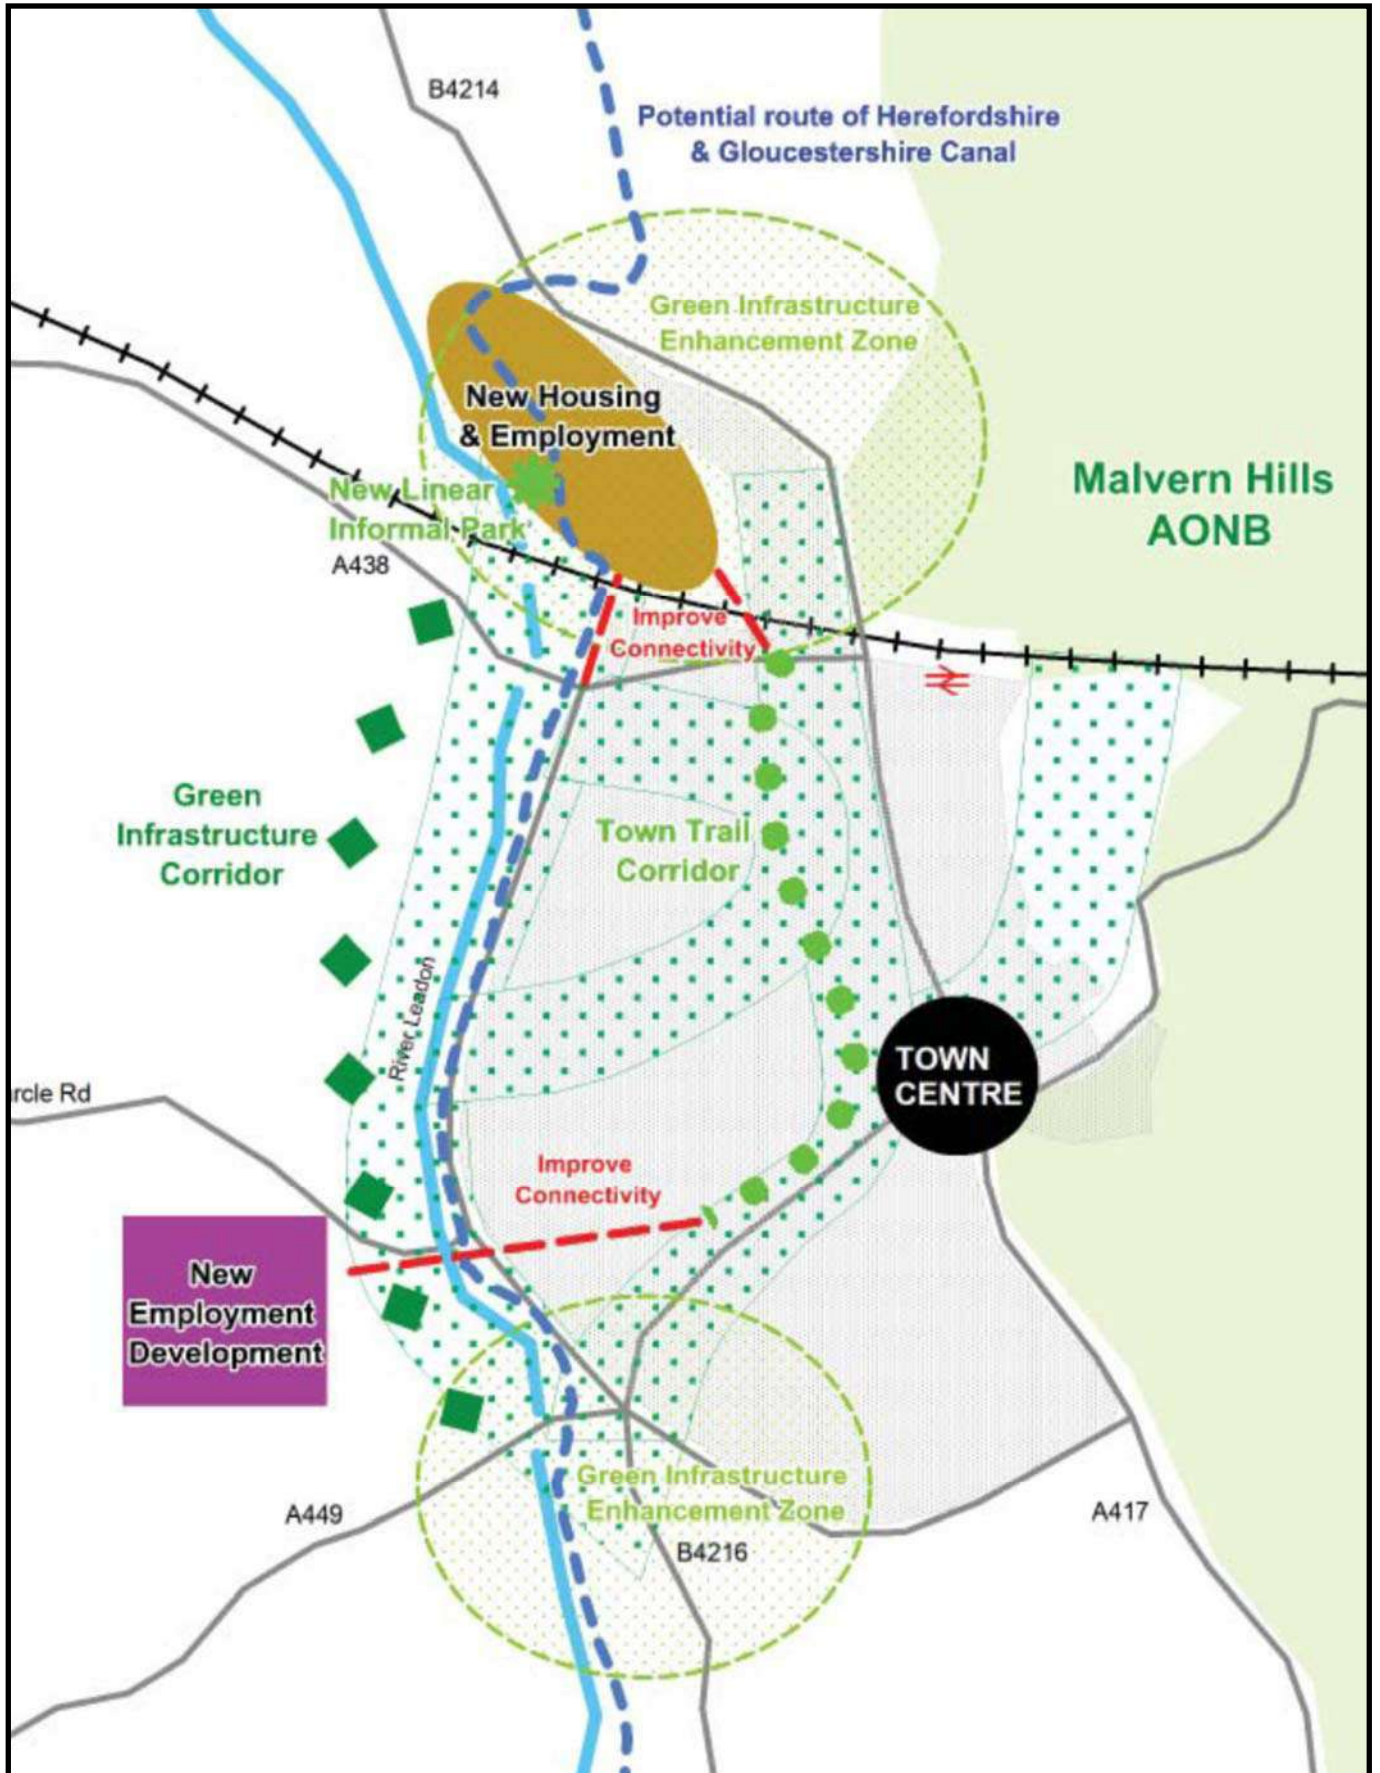 B4214
Potential route of Herefordshire
& Gloucestershire Canal
Green Infrastructure
Enhancement Zone
New Housing
& Employment
Malvern Hills
AONB
New Linear
Informal Park
A438
Improve
Connectivity
Green
Infrastructure
Corridor
Town Trail
Corridor
River Leadon
TOWN
CENTRE
rcle Rd
Improve
Connectivity
New
Employment
Development
Green Infrastructure
Enhancement Zone
A449
A417
B4216